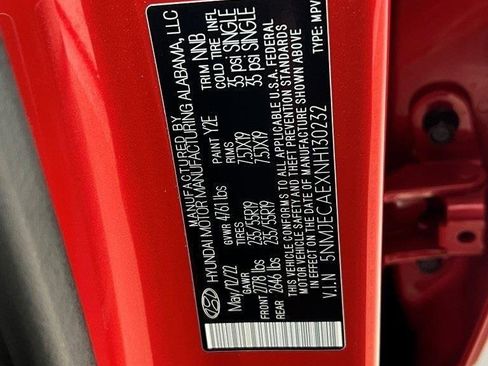 MANUFACTURED BY
HYUNDAI MOTOR MANUFACTURING ALABAMA, LLC
May/12/22 GVWR 4761 lbs PAINT Y2E TRIM NNB
GAWR TIRES RIMS COLD TIRE INFL
FRONT 2778 lbs 235/55R19 7.5JX19 35 psi SINGLE
REAR 2646 lbs 235/55R19 7.5JX19 35 psi SINGLE
THIS VEHICLE CONFORMS TO ALL APPLICABLE U.S.A. FEDERAL
MOTOR VEHICLE SAFETY AND THEFT PREVENTION STANDARDS
IN EFFECT ON THE DATE OF MANUFACTURE SHOWN ABOVE
V.I.N 5NMJECAEXNH130232 TYPE: MPV